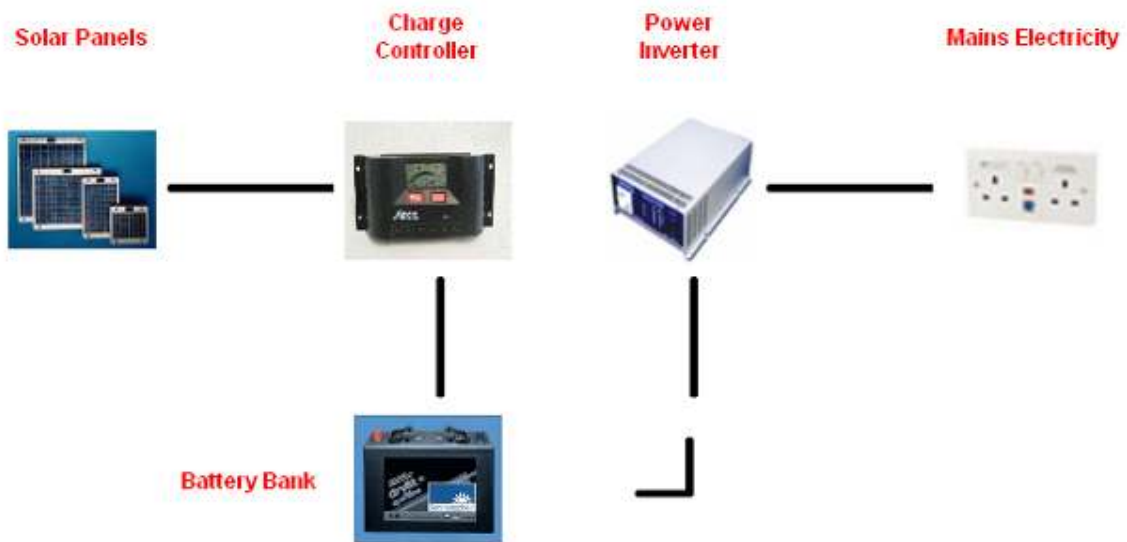 Solar Panels
Charge
Controller
Power
Inverter
Mains Electricity
Battery Bank